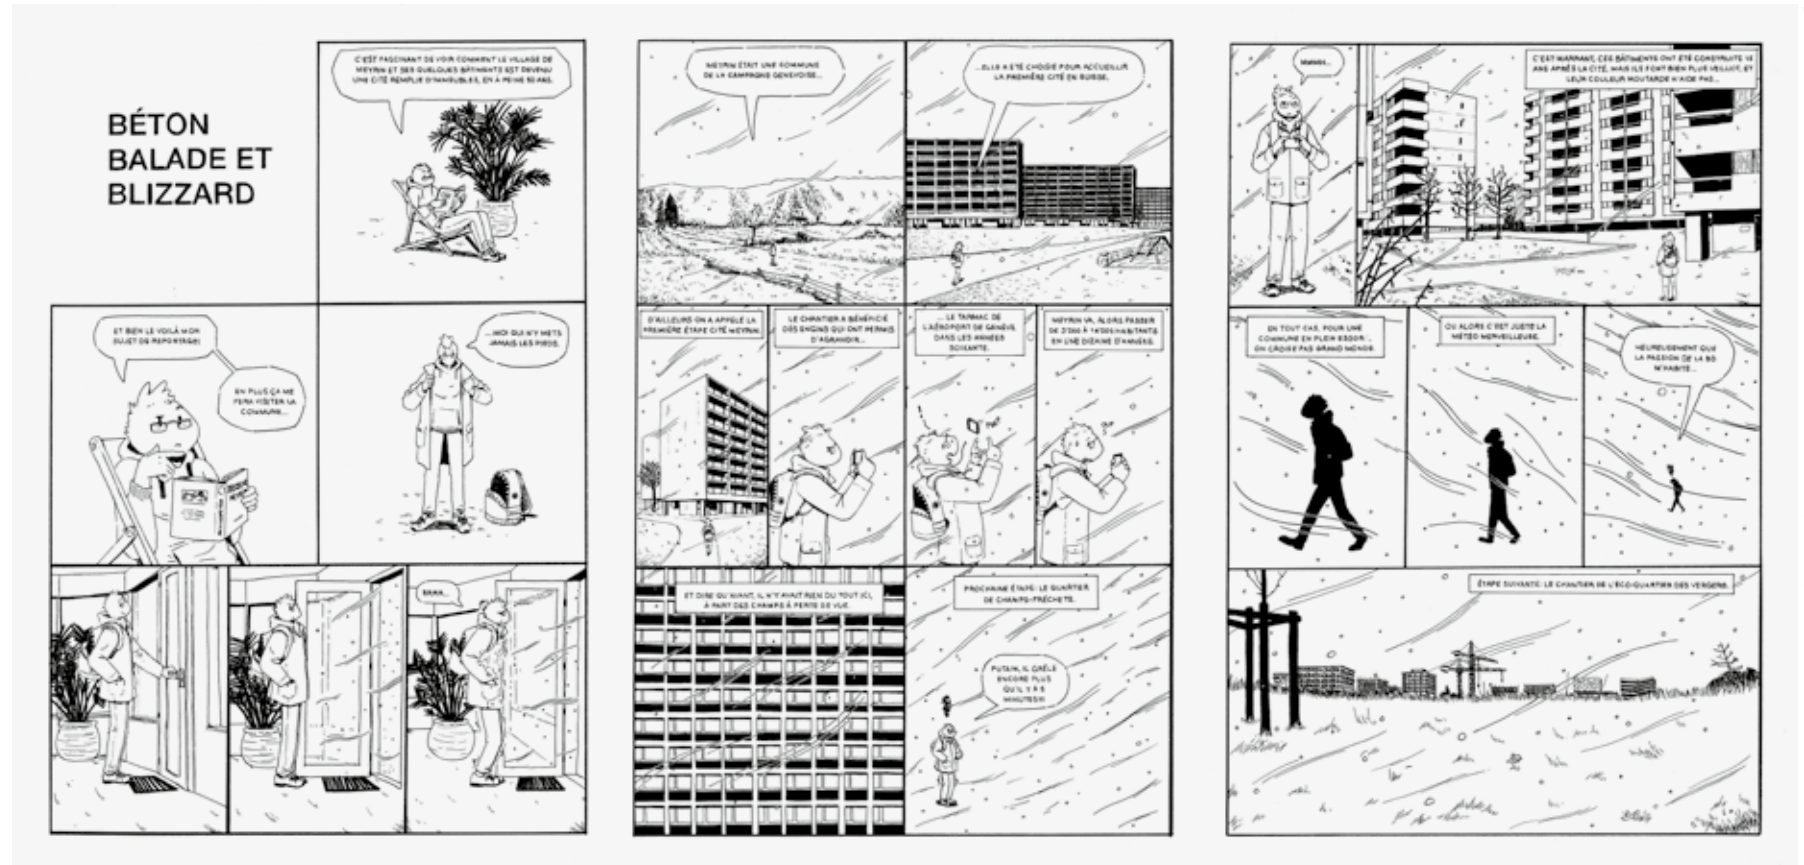 BÉTON
BALADE ET
BLIZZARD
C'EST FASCINANT DE VOIR COMMENT LE VILLAGE DE
MEYRIN ET SES QUELQUES BÂTIMENTS EST DEVENU
UNE CITÉ REMPLIE D'IMMEUBLES, EN À PEINE 50 ANS.
ET BIEN LE VOILÀ MON
SUJET DE REPORTAGE!
EN PLUS ÇA ME
FERA VISITER LA
COMMUNE...
...MOI QUI N'Y METS
JAMAIS LES PIEDS.
BRRR...
MEYRIN ÉTAIT UNE COMMUNE
DE LA CAMPAGNE GENEVOISE...
...ELLE A ÉTÉ CHOISIE POUR ACCUEILLIR
LA PREMIÈRE CITÉ EN SUISSE.
D'AILLEURS ON A APPELÉ LA
PREMIÈRE ÉTAPE CITÉ MEYRIN.
LE CHANTIER A BÉNÉFICIÉ
DES ENGINS QUI ONT PERMIS
D'AGRANDIR...
... LE TARMAC DE
L'AÉROPORT DE GENÈVE
DANS LES ANNÉES
SOIXANTE.
MEYRIN VA, ALORS PASSER
DE HABITANTS
EN UNE DIZAINE D'ANNÉES.
OUF
ET DIRE QU'AVANT, IL N'Y AVAIT RIEN DU TOUT ICI,
À PART DES CHAMPS À PERTE DE VUE.
PROCHAINE ÉTAPE: LE QUARTIER
DE CHAMPS-FRÉCHETS.
PUTAIN, IL CAÊLE
ENCORE PLUS
QU'IL Y A 5
MINUTES!!!
MMMHH...
C'EST MARRANT, CES BÂTIMENTS ONT ÉTÉ CONSTRUITS
ANS APRÈS LA CITÉ, MAIS ILS FONT BIEN PLUS VIEILLOT, ET
LEUR COULEUR MOUTARDE N'AIDE PAS...
EN TOUT CAS, POUR UNE
COMMUNE EN PLEIN ESSOR,
ON CROISE PAS GRAND MONDE.
OU ALORS C'EST JUSTE LA
MÉTÉO MERVEILLEUSE.
HEUREUSEMENT QUE
LA PASSION DE LA BD
M'HABITE...
ÉTAPE SUIVANTE: LE CHANTIER DE L'ÉCO-QUARTIER DES VERGERS.